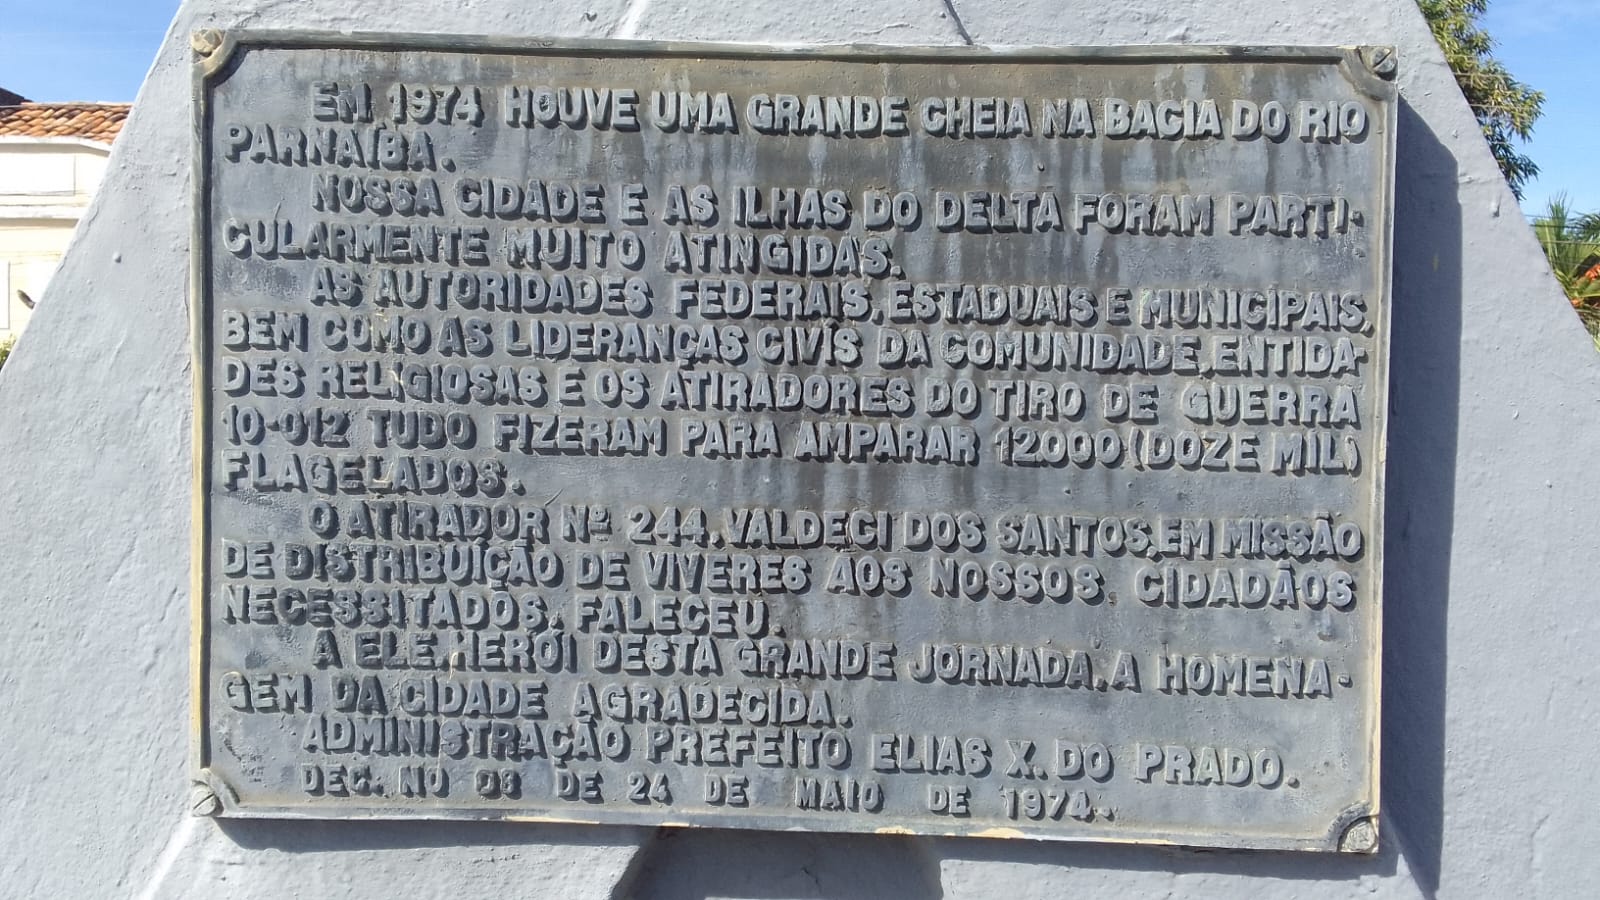 EM 1974 HOUVE UMA GRANDE CHEIA NA BACIA DO RIO
PARNAÍBA.
NOSSA CIDADE E AS ILHAS DO DELTA FORAM PARTI-
CULARMENTE MUITO ATINGIDAS.
AS AUTORIDADES FEDERAIS, ESTADUAIS E MUNICIPAIS,
BEM COMO AS LIDERANÇAS CIVÍS DA COMUNIDADE, ENTIDA-
DES RELIGIOSAS E OS ATIRADORES DO TIRO DE GUERRA
10-012 TUDO FIZERAM PARA AMPARAR 12.000 (DOZE MIL)
FLAGELADOS.
O ATIRADOR Nº 244, VALDECI DOS SANTOS, EM MISSÃO
DE DISTRIBUIÇÃO DE VIVERES AOS NOSSOS CIDADÃOS
NECESSITADOS, FALECEU.
A ELE, HERÓI DESTA GRANDE JORNADA, A HOMENA-
GEM DA CIDADE AGRADECIDA.
ADMINISTRAÇÃO PREFEITO ELIAS X. DO PRADO.
DEC. NO 08 DE 24 DE MAIO DE 1974.